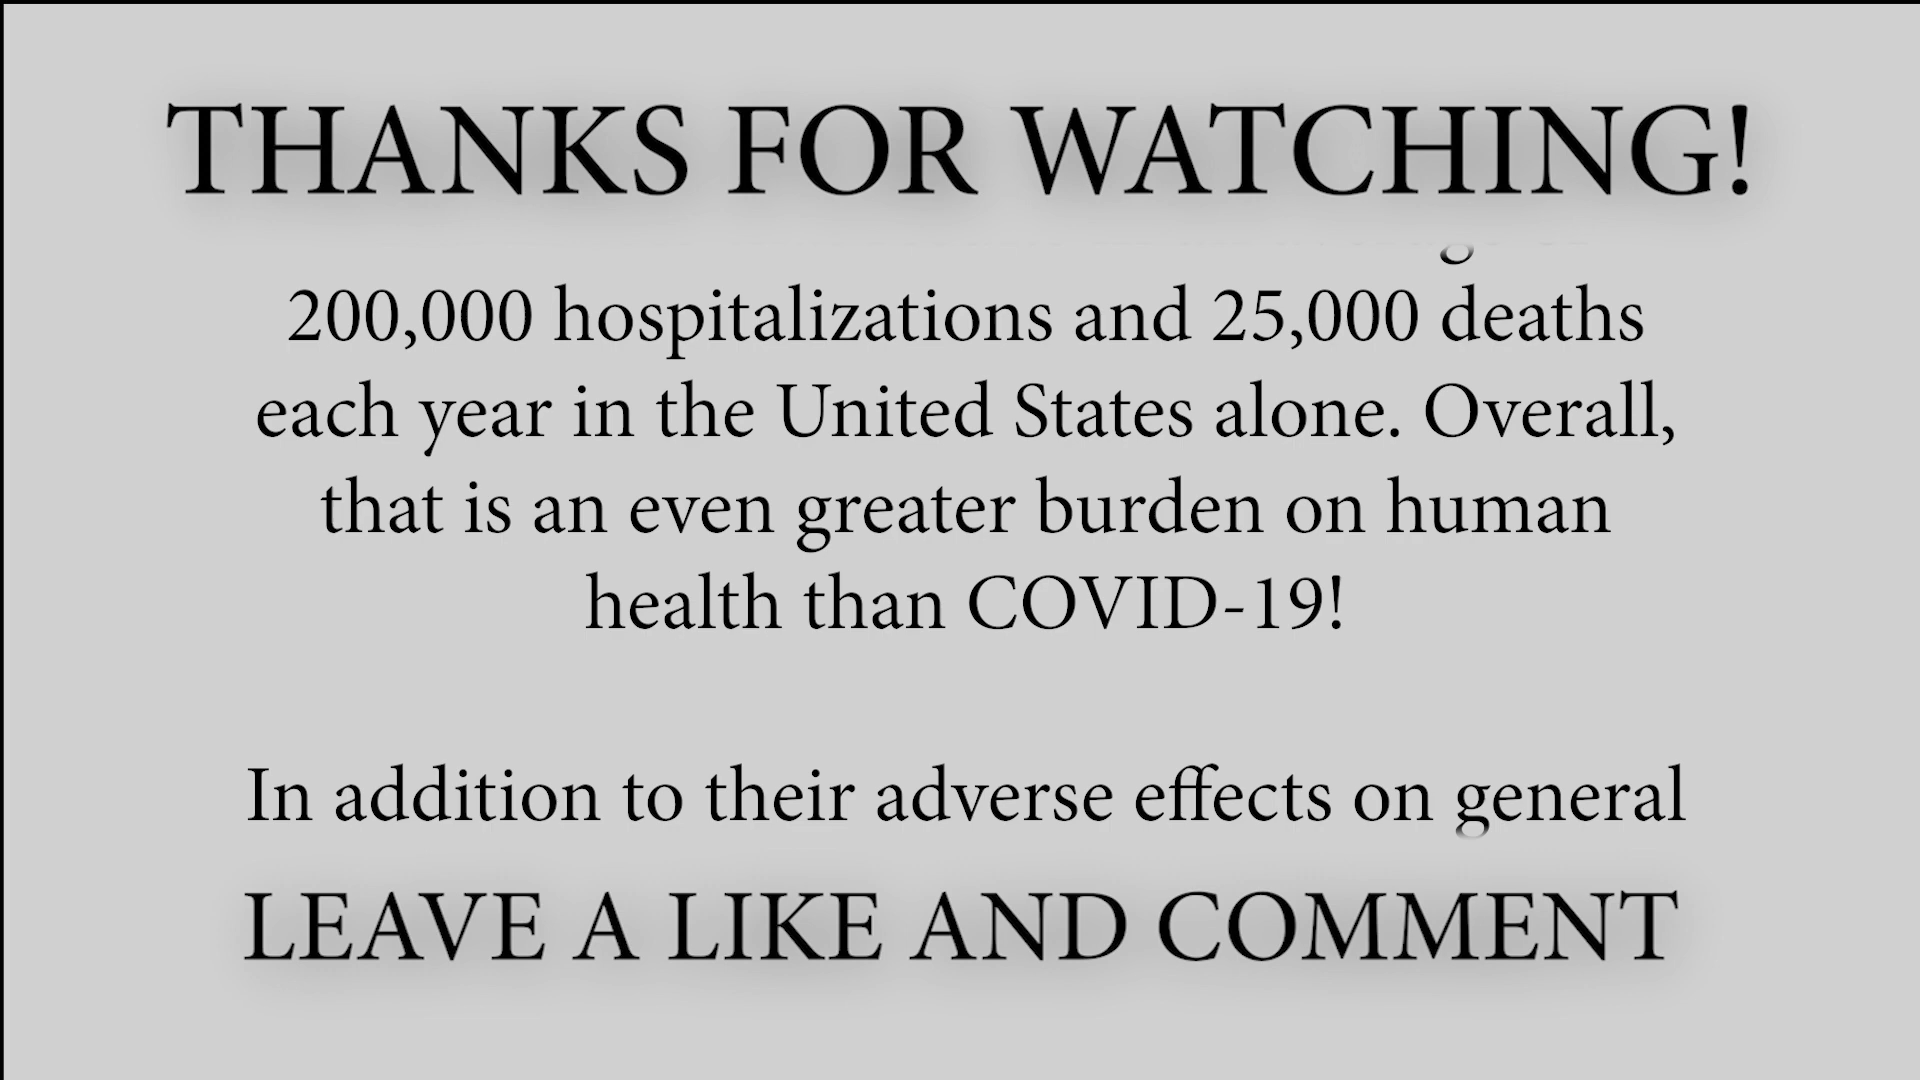 THANKS FOR WATCHING!
200,000 hospitalizations and 25,000 deaths
each year in the United States alone. Overall,
that is an even greater burden on human
health than COVID-19!
In addition to their adverse effects on general
LEAVE A LIKE AND COMMENT